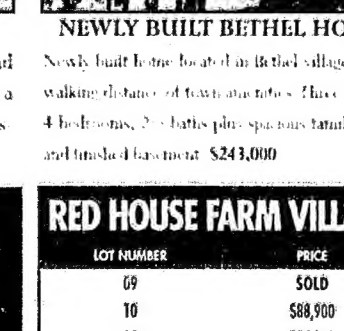 NEWLY BUILT BETHEL HO
Newly built home located in Bethel village
a walking distance of town amenities. Three
4 bedrooms, 2 baths plus spacious famil
and finished basement $243,000
RED HOUSE FARM VILL
LOT NUMBER PRICE
09 SOLD
10 $88,900